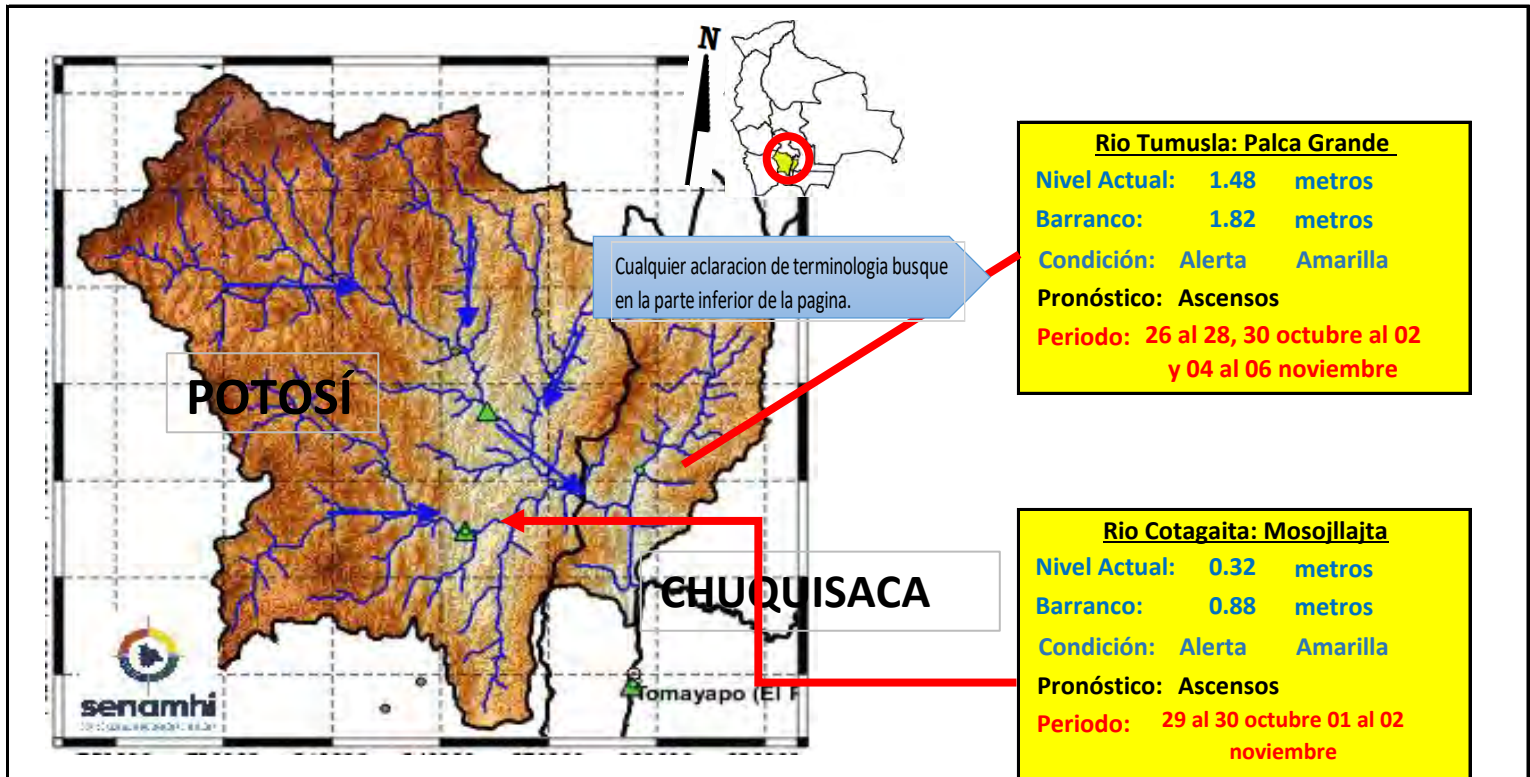 N
Cualquier aclaracion de terminologia busque
en la parte inferior de la pagina.
POTOSÍ
CHUQUISACA
Tomayapo (El
senamhi
Rio Tumusla: Palca Grande
Nivel Actual: 1.48 metros
Barranco: 1.82 metros
Condición: Alerta Amarilla
Pronóstico: Ascensos
Periodo: 26 al 28, 30 octubre al 02
y 04 al 06 noviembre
Rio Cotagaita: Mosojllajta
Nivel Actual: 0.32 metros
Barranco: 0.88 metros
Condición: Alerta Amarilla
Pronóstico: Ascensos
Periodo: 29 al 30 octubre 01 al 02
noviembre